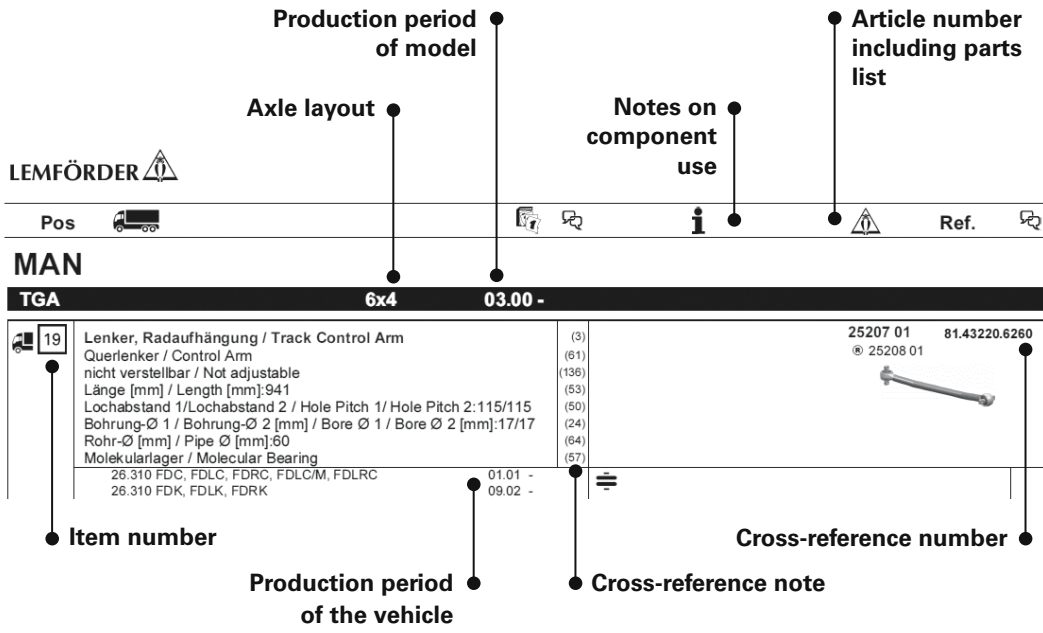 Production period
of model
Article number
including parts
list
Axle layout
Notes on
component
use
LEMFÖRDER
Pos
Ref.
MAN
TGA 6x4 03.00 -
19
Lenker, Radaufhängung / Track Control Arm (3)
Querlenker / Control Arm (61)
nicht verstellbar / Not adjustable (136)
Länge [mm] / Length [mm]:941 (53)
Lochabstand 1/Lochabstand 2 / Hole Pitch 1/ Hole Pitch 2:115/115 (50)
Bohrung-Ø 1 / Bohrung-Ø 2 [mm] / Bore Ø 1 / Bore Ø 2 [mm]:17/17 (24)
Rohr-Ø [mm] / Pipe Ø [mm]:60 (64)
Molekularlager / Molecular Bearing (57)
25207 01 81.43220.6260
® 25208 01
26.310 FDC, FDLC, FDRC, FDLC/M, FDLRC 01.01 -
26.310 FDK, FDLK, FDRK 09.02 -
Item number
Cross-reference number
Production period
of the vehicle
Cross-reference note